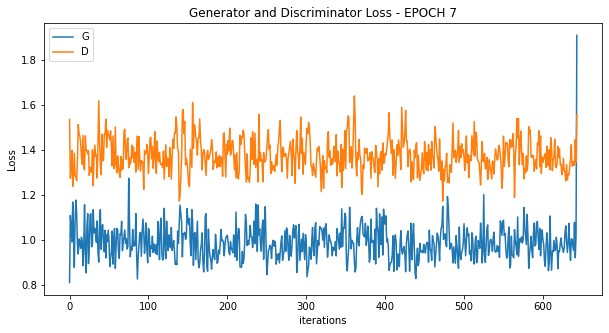 Generator and Discriminator Loss - EPOCH 7
G
D
Loss
1.8
1.6
1.4
1.2
1.0
0.8
0 100 200 300 400 500 600
iterations